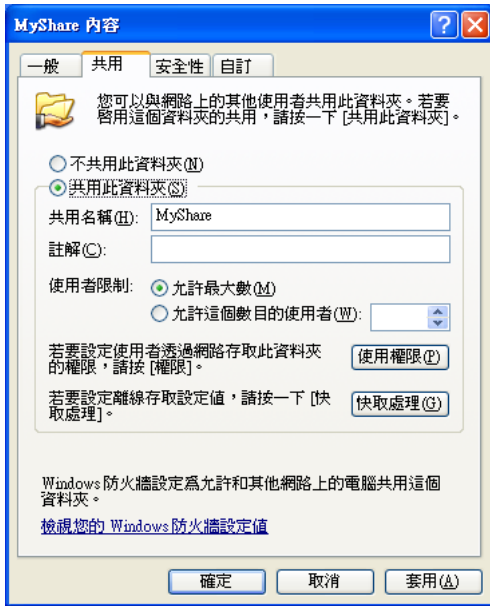 MyShare 內容
一般 共用 安全性 自訂
您可以與網路上的其他使用者共用此資料夾。若要
啓用這個資料夾的共用，請按一下 [共用此資料夾]。
不共用此資料夾(N)
共用此資料夾(S)
共用名稱(H): MyShare
註解(C):
使用者限制: 允許最大數(M)
允許這個數目的使用者(W):
若要設定使用者透過網路存取此資料夾
的權限，請按 [權限]。
使用權限(P)
若要設定離線存取設定值，請按一下 [快
取處理]。
快取處理(G)
Windows 防火牆設定爲允許和其他網路上的電腦共用這個
資料夾。
檢視您的 Windows 防火牆設定值
確定 取消 套用(A)